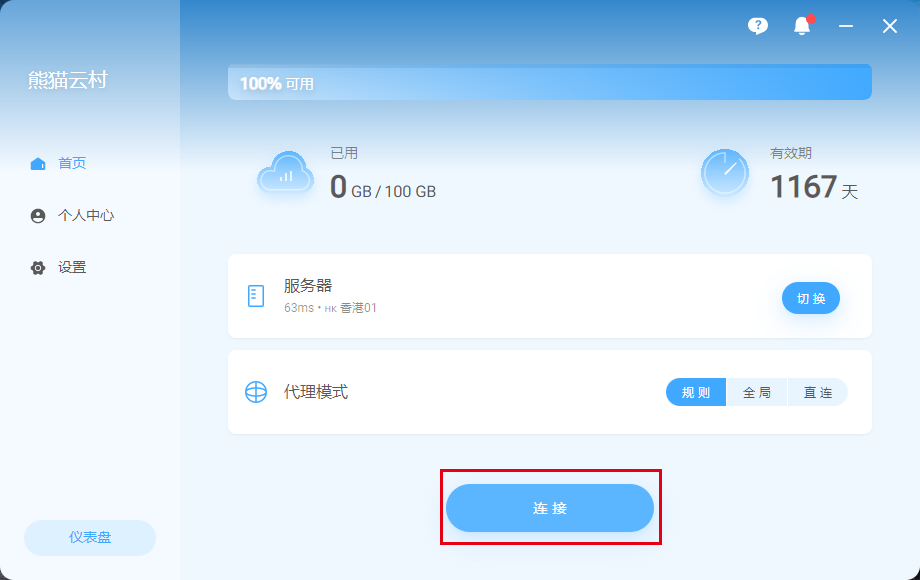 熊猫云村
首页
个人中心
设置
仪表盘
?
100% 可用
已用
0 GB / 100 GB
有效期
1167 天
服务器
63ms • HK 香港01
切 换
代理模式
规 则
全 局
直 连
连 接